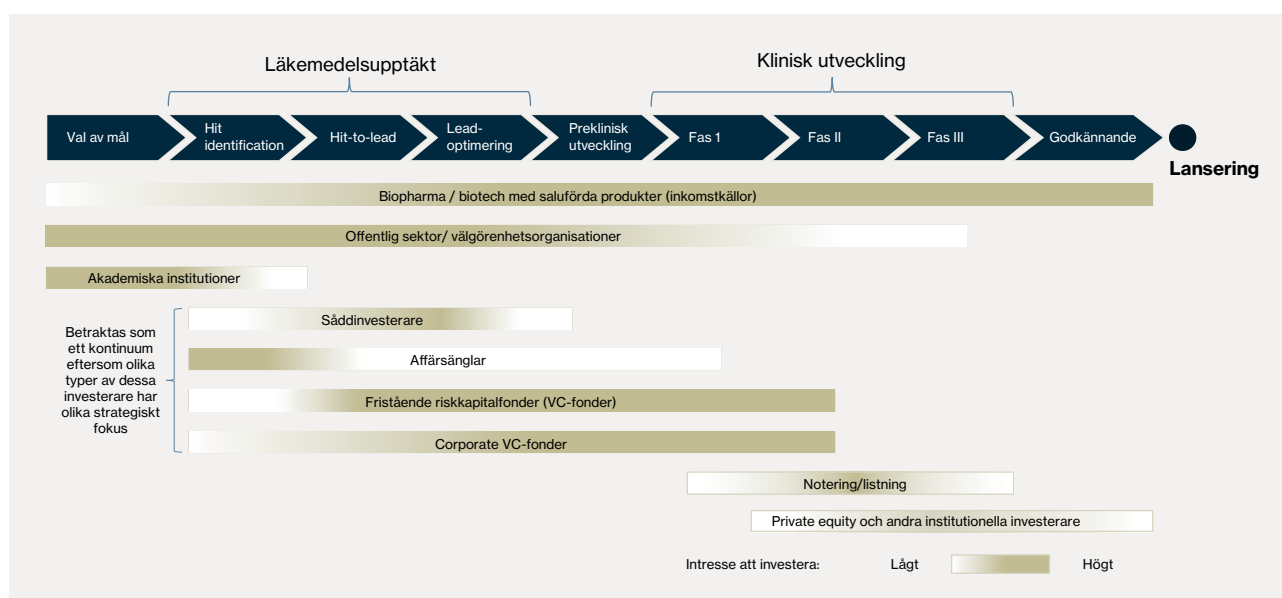 Läkemedelsupptäkt
Klinisk utveckling
Val av mål
Hit
identification
Hit-to-lead
Lead-
optimering
Preklinisk
utveckling
Fas 1
Fas II
Fas III
Godkännande
Lansering
Biopharma / biotech med saluförda produkter (inkomstkällor)
Offentlig sektor/ välgörenhetsorganisationer
Akademiska institutioner
Betraktas som
ett kontinuum
eftersom olika
typer av dessa
investerare har
olika strategiskt
fokus
Såddinvesterare
Affärsänglar
Fristående riskkapitalfonder (VC-fonder)
Corporate VC-fonder
Notering/listning
Private equity och andra institutionella investerare
Intresse att investera: Lågt Högt